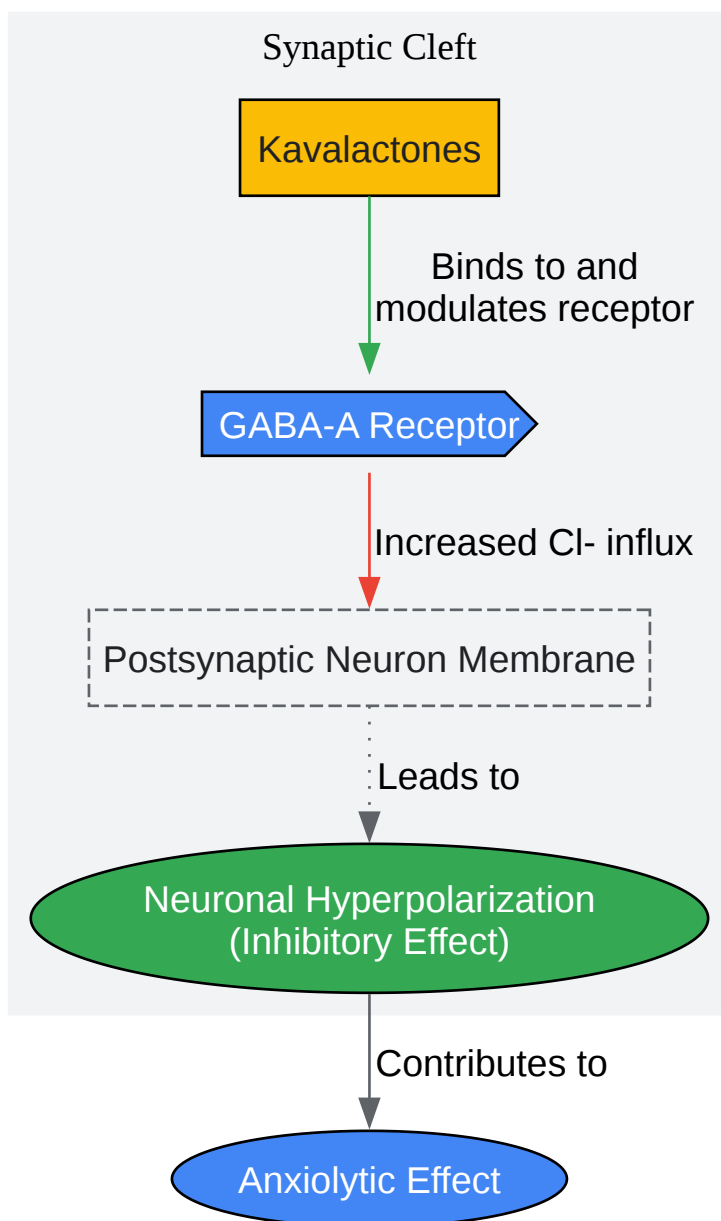 Synaptic Cleft
Kavalactones
Binds to and
modulates receptor
GABA-A Receptor
Increased Cl- influx
Postsynaptic Neuron Membrane
Leads to
Neuronal Hyperpolarization
(Inhibitory Effect)
Contributes to
Anxiolytic Effect